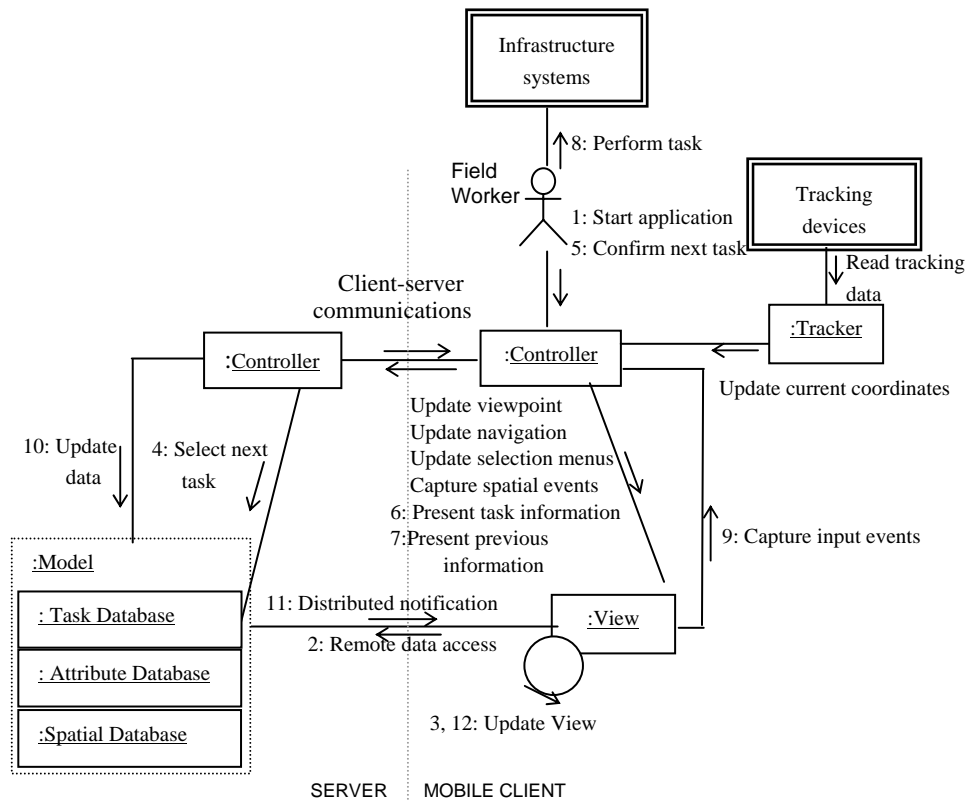 Infrastructure
systems
8: Perform task
Field
Worker
Tracking
devices
1: Start application
5: Confirm next task
Read tracking
data
Client-server
communications
:Controller
:Controller
:Tracker
Update current coordinates
Update viewpoint
Update navigation
Update selection menus
Capture spatial events
6: Present task information
7:Present previous
information
10: Update
data
4: Select next
task
9: Capture input events
:Model
: Task Database
: Attribute Database
:Spatial Database
11: Distributed notification
2: Remote data access
:View
3, 12: Update View
SERVER
MOBILE CLIENT